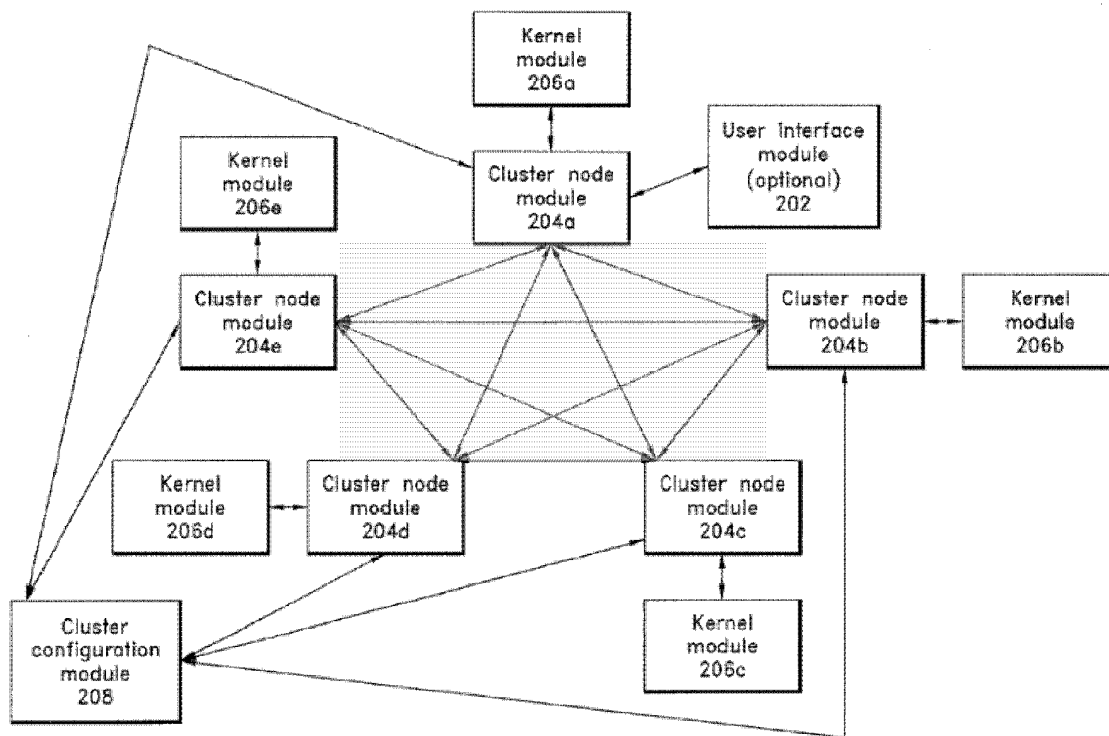 Kernel
module
206a
User interface
module
(optional)
202
Kernel
module
206e
Cluster node
module
204a
Cluster node
module
204e
Cluster node
module
204b
Kernel
module
206b
Kernel
module
206d
Cluster node
module
204d
Cluster node
module
204c
Cluster
configuration
module
208
Kernel
module
206c